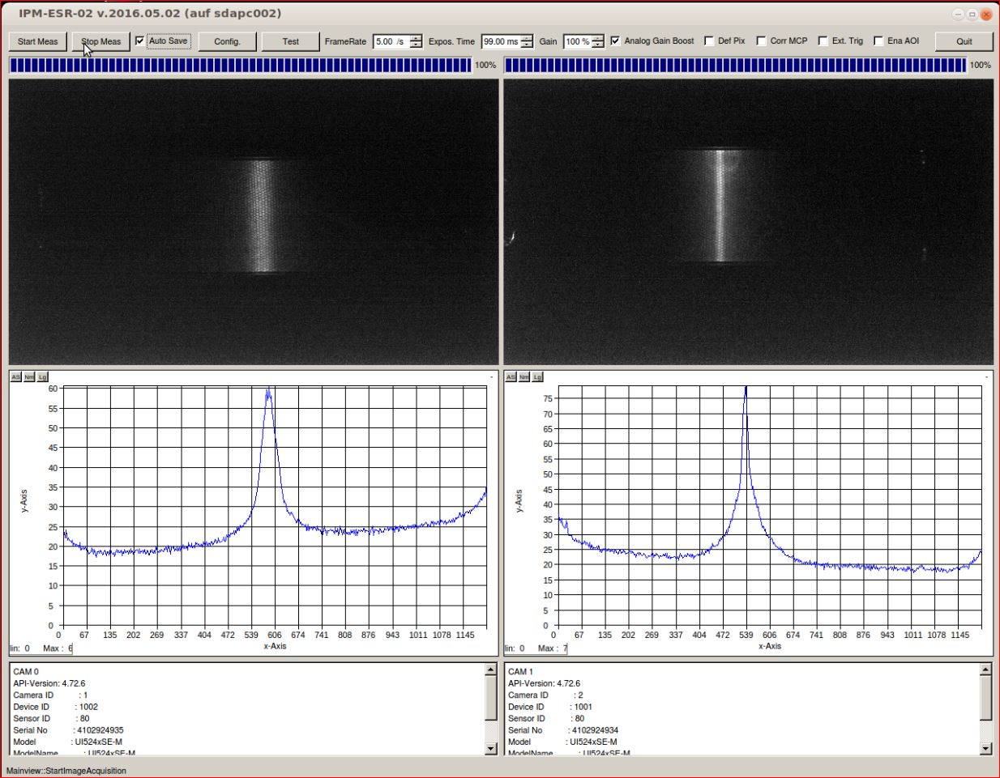 IPM-ESR-02 v.2016.05.02 (auf sdapc002)
Start Meas Stop Meas Auto Save Config. Test FrameRate 5.00 /s Expos. Time 99.00 ms Gain 100 % Analog Gain Boost Def Pix Corr MCP Ext. Trig Ena AOI Quit
100% 100%
AS Nm Lg -
60
55
50
45
40
35
30
25
20
15
10
5
0
y-Axis
0 67 135 202 269 337 404 472 539 606 674 741 808 876 943 1011 1078 1145
x-Axis
lin: 0 Max : 6
AS Nm Lg -
75
70
65
60
55
50
45
40
35
30
25
20
15
10
5
0
y-Axis
0 67 135 202 269 337 404 472 539 606 674 741 808 876 943 1011 1078 1145
x-Axis
lin: 0 Max : 7
CAM 0
API-Version: 4.72.6
Camera ID : 1
Device ID : 1002
Sensor ID : 80
Serial No : 4102924935
Model : UI524xSE-M
ModelName : UI524xSE-M
CAM 1
API-Version: 4.72.6
Camera ID : 2
Device ID : 1001
Sensor ID : 80
Serial No : 4102924934
Model : UI524xSE-M
ModelName : UI524xSE-M
Mainview::StartImageAcquisition